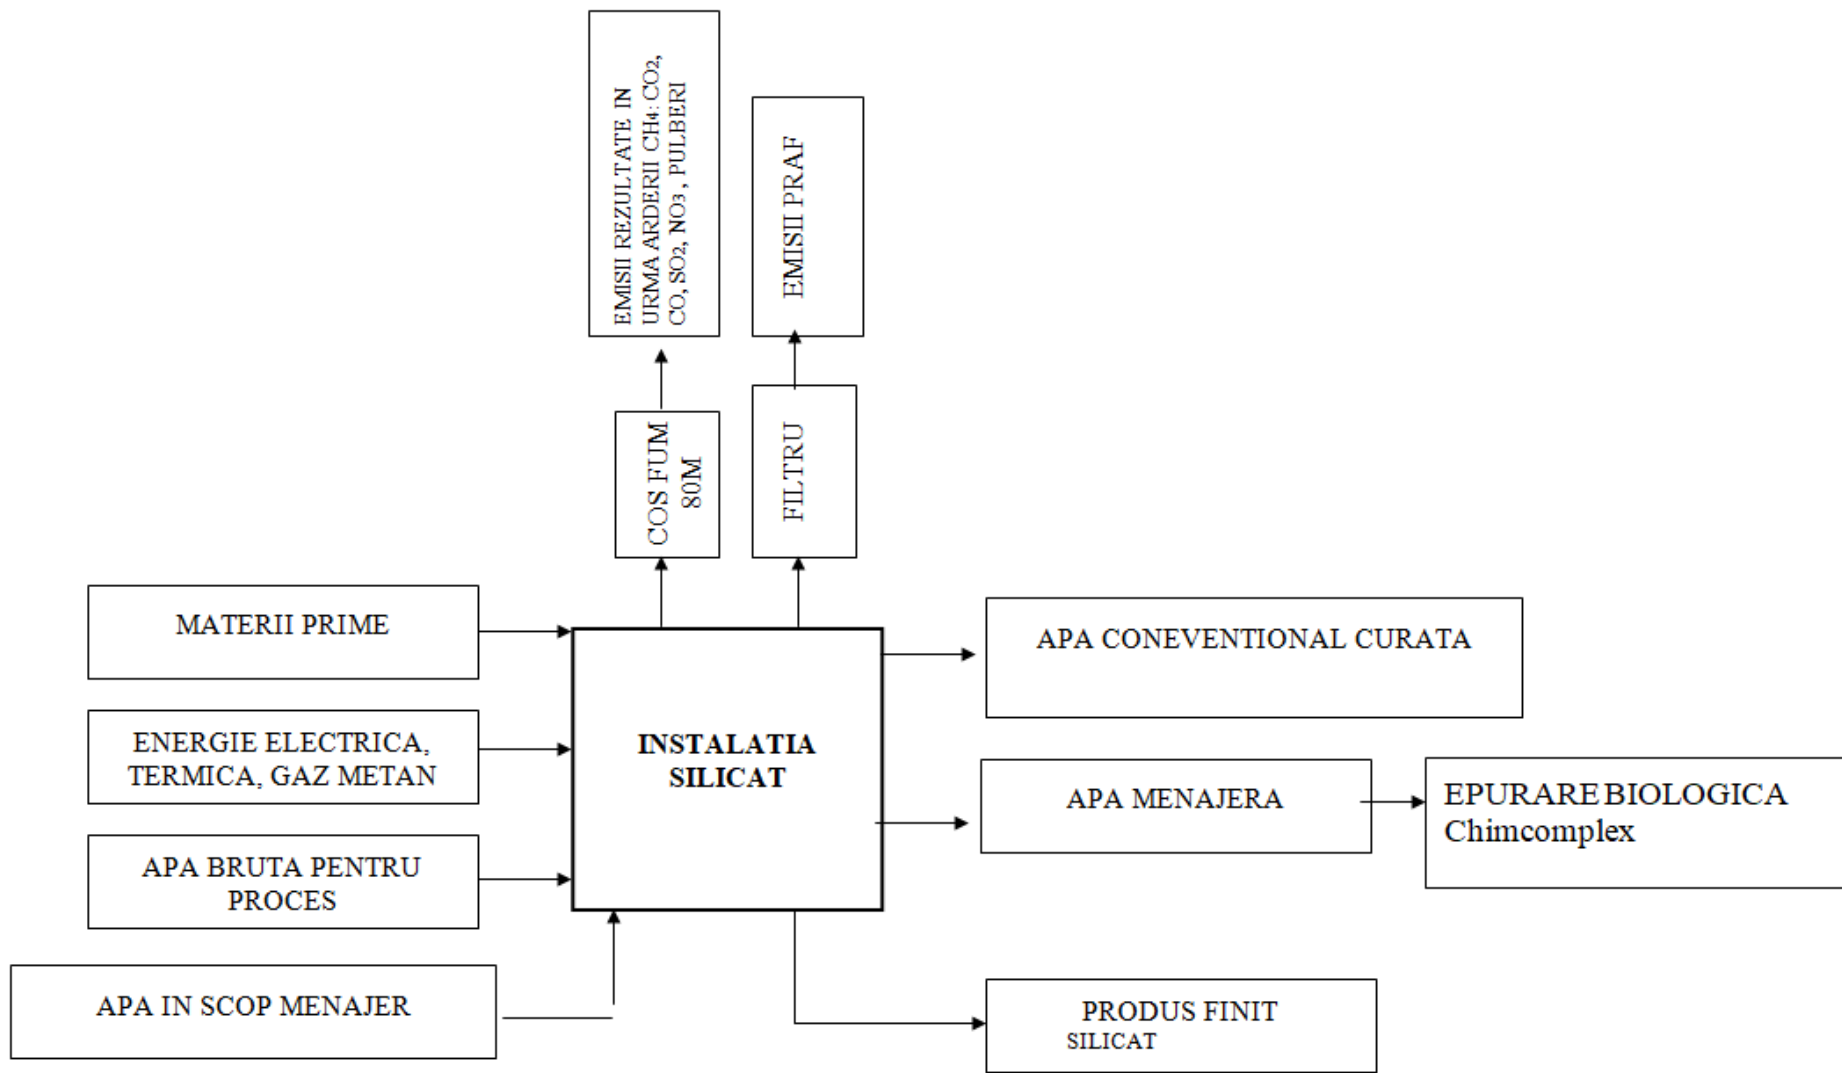 EMISII REZULTATE IN
URMA ARDERII CH₄: CO₂,
CO, SO₂, NO₃ , PULBERI
EMISII PRAF
COS FUM
80M
FILTRU
MATERII PRIME
ENERGIE ELECTRICA,
TERMICA, GAZ METAN
APA BRUTA PENTRU
PROCES
APA IN SCOP MENAJER
INSTALATIA
SILICAT
APA CONEVENTIONAL CURATA
APA MENAJERA
EPURARE BIOLOGICA
Chimcomplex
PRODUS FINIT
SILICAT